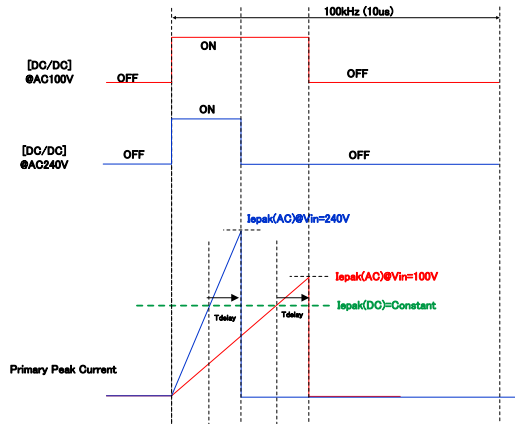 100kHz (10us)
ON
[DC/DC]
@AC100V
OFF
OFF
ON
[DC/DC]
@AC240V
OFF
OFF
Iepak(AC)@Vin=240V
Iepak(AC)@Vin=100V
Iepak(DC)=Constant
Tdelay
Tdelay
Primary Peak Current